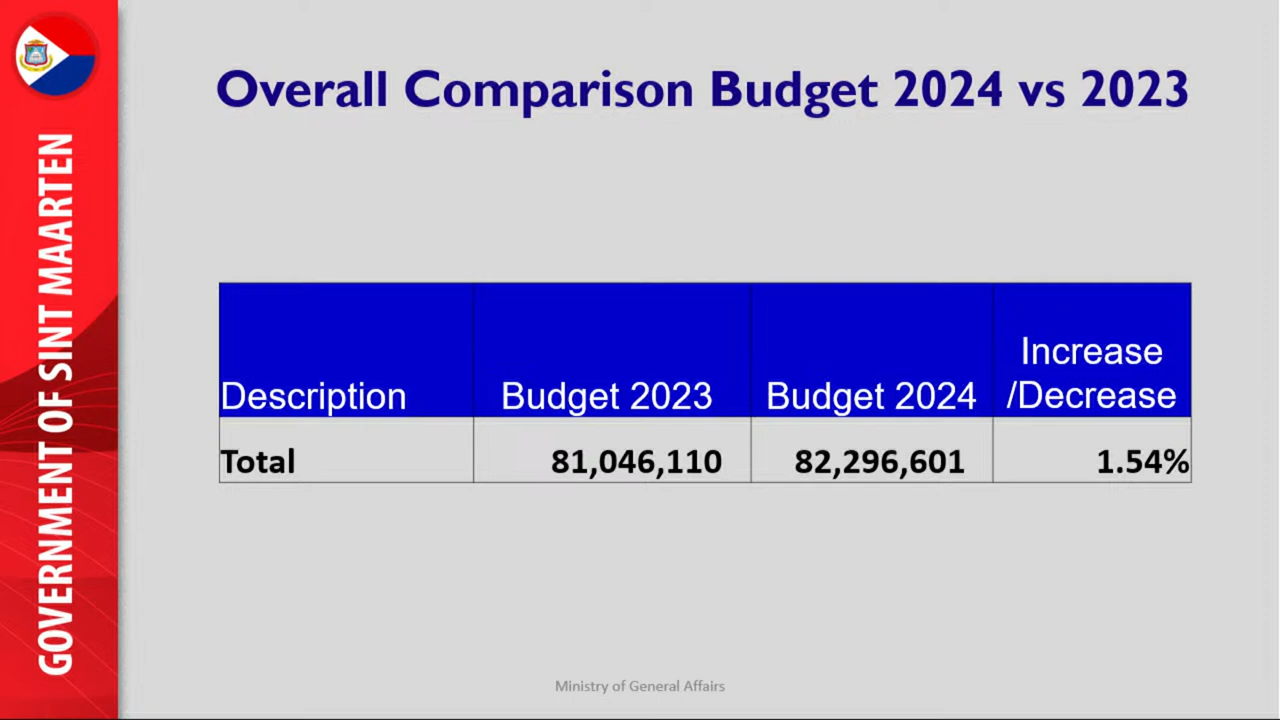 GOVERNMENT OF SINT MAARTEN
Overall Comparison Budget 2024 vs 2023
Description Budget 2023 Budget 2024 Increase /Decrease
Total 81,046,110 82,296,601 1.54%
Ministry of General Affairs